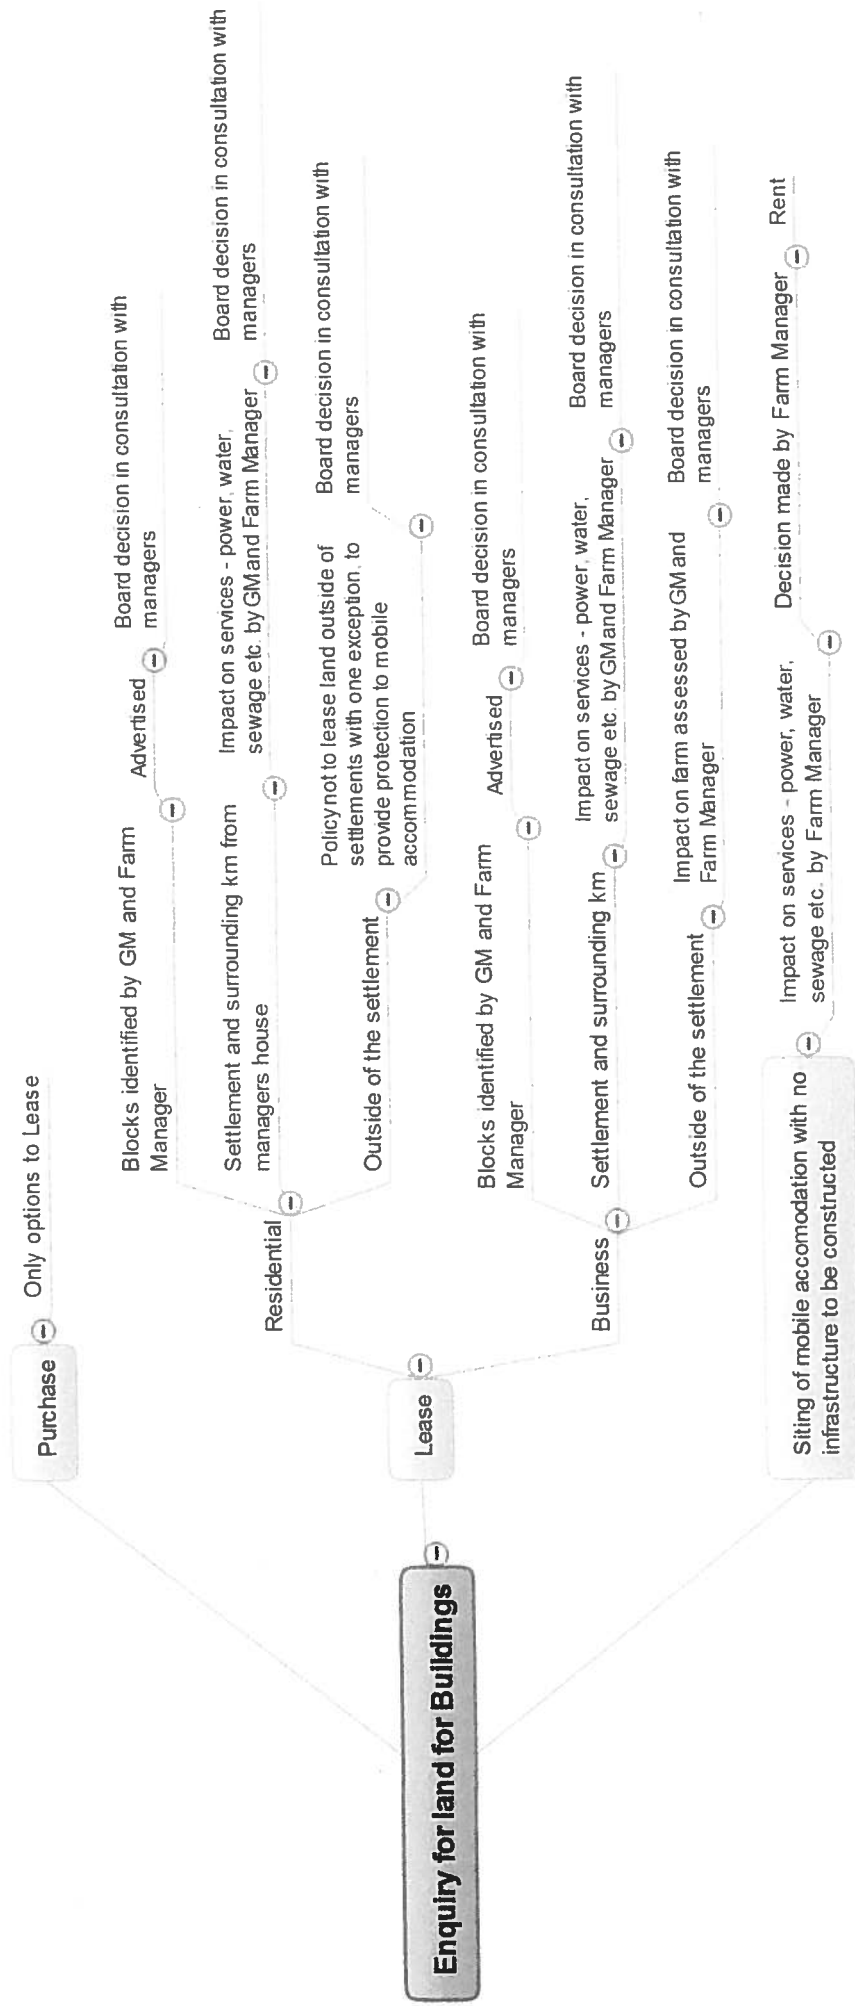 Enquiry for land for Buildings
Purchase
Only options to Lease
Lease
Residential
Blocks identified by GM and Farm
Manager
Advertised
Board decision in consultation with
managers
Settlement and surrounding km from
managers house
Impact on services - power, water,
sewage etc. by GM and Farm Manager
Board decision in consultation with
managers
Outside of the settlement
Policy not to lease land outside of
settlements with one exception, to
provide protection to mobile
accommodation
Board decision in consultation with
managers
Business
Blocks identified by GM and Farm
Manager
Advertised
Board decision in consultation with
managers
Settlement and surrounding km
Impact on services - power, water,
sewage etc. by GM and Farm Manager
Board decision in consultation with
managers
Outside of the settlement
Impact on farm assessed by GM and
Farm Manager
Board decision in consultation with
managers
Siting of mobile accomodation with no
infrastructure to be constructed
Impact on services - power, water,
sewage etc. by Farm Manager
Decision made by Farm Manager
Rent